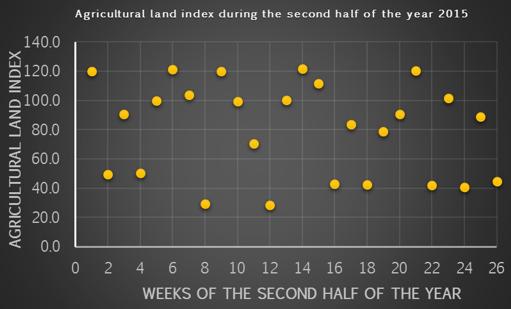 Agricultural land index during the second half of the year 2015
AGRICULTURAL LAND INDEX
140.0
120.0
100.0
80.0
60.0
40.0
20.0
0.0
0 2 4 6 8 10 12 14 16 18 20 22 24 26
WEEKS OF THE SECOND HALF OF THE YEAR